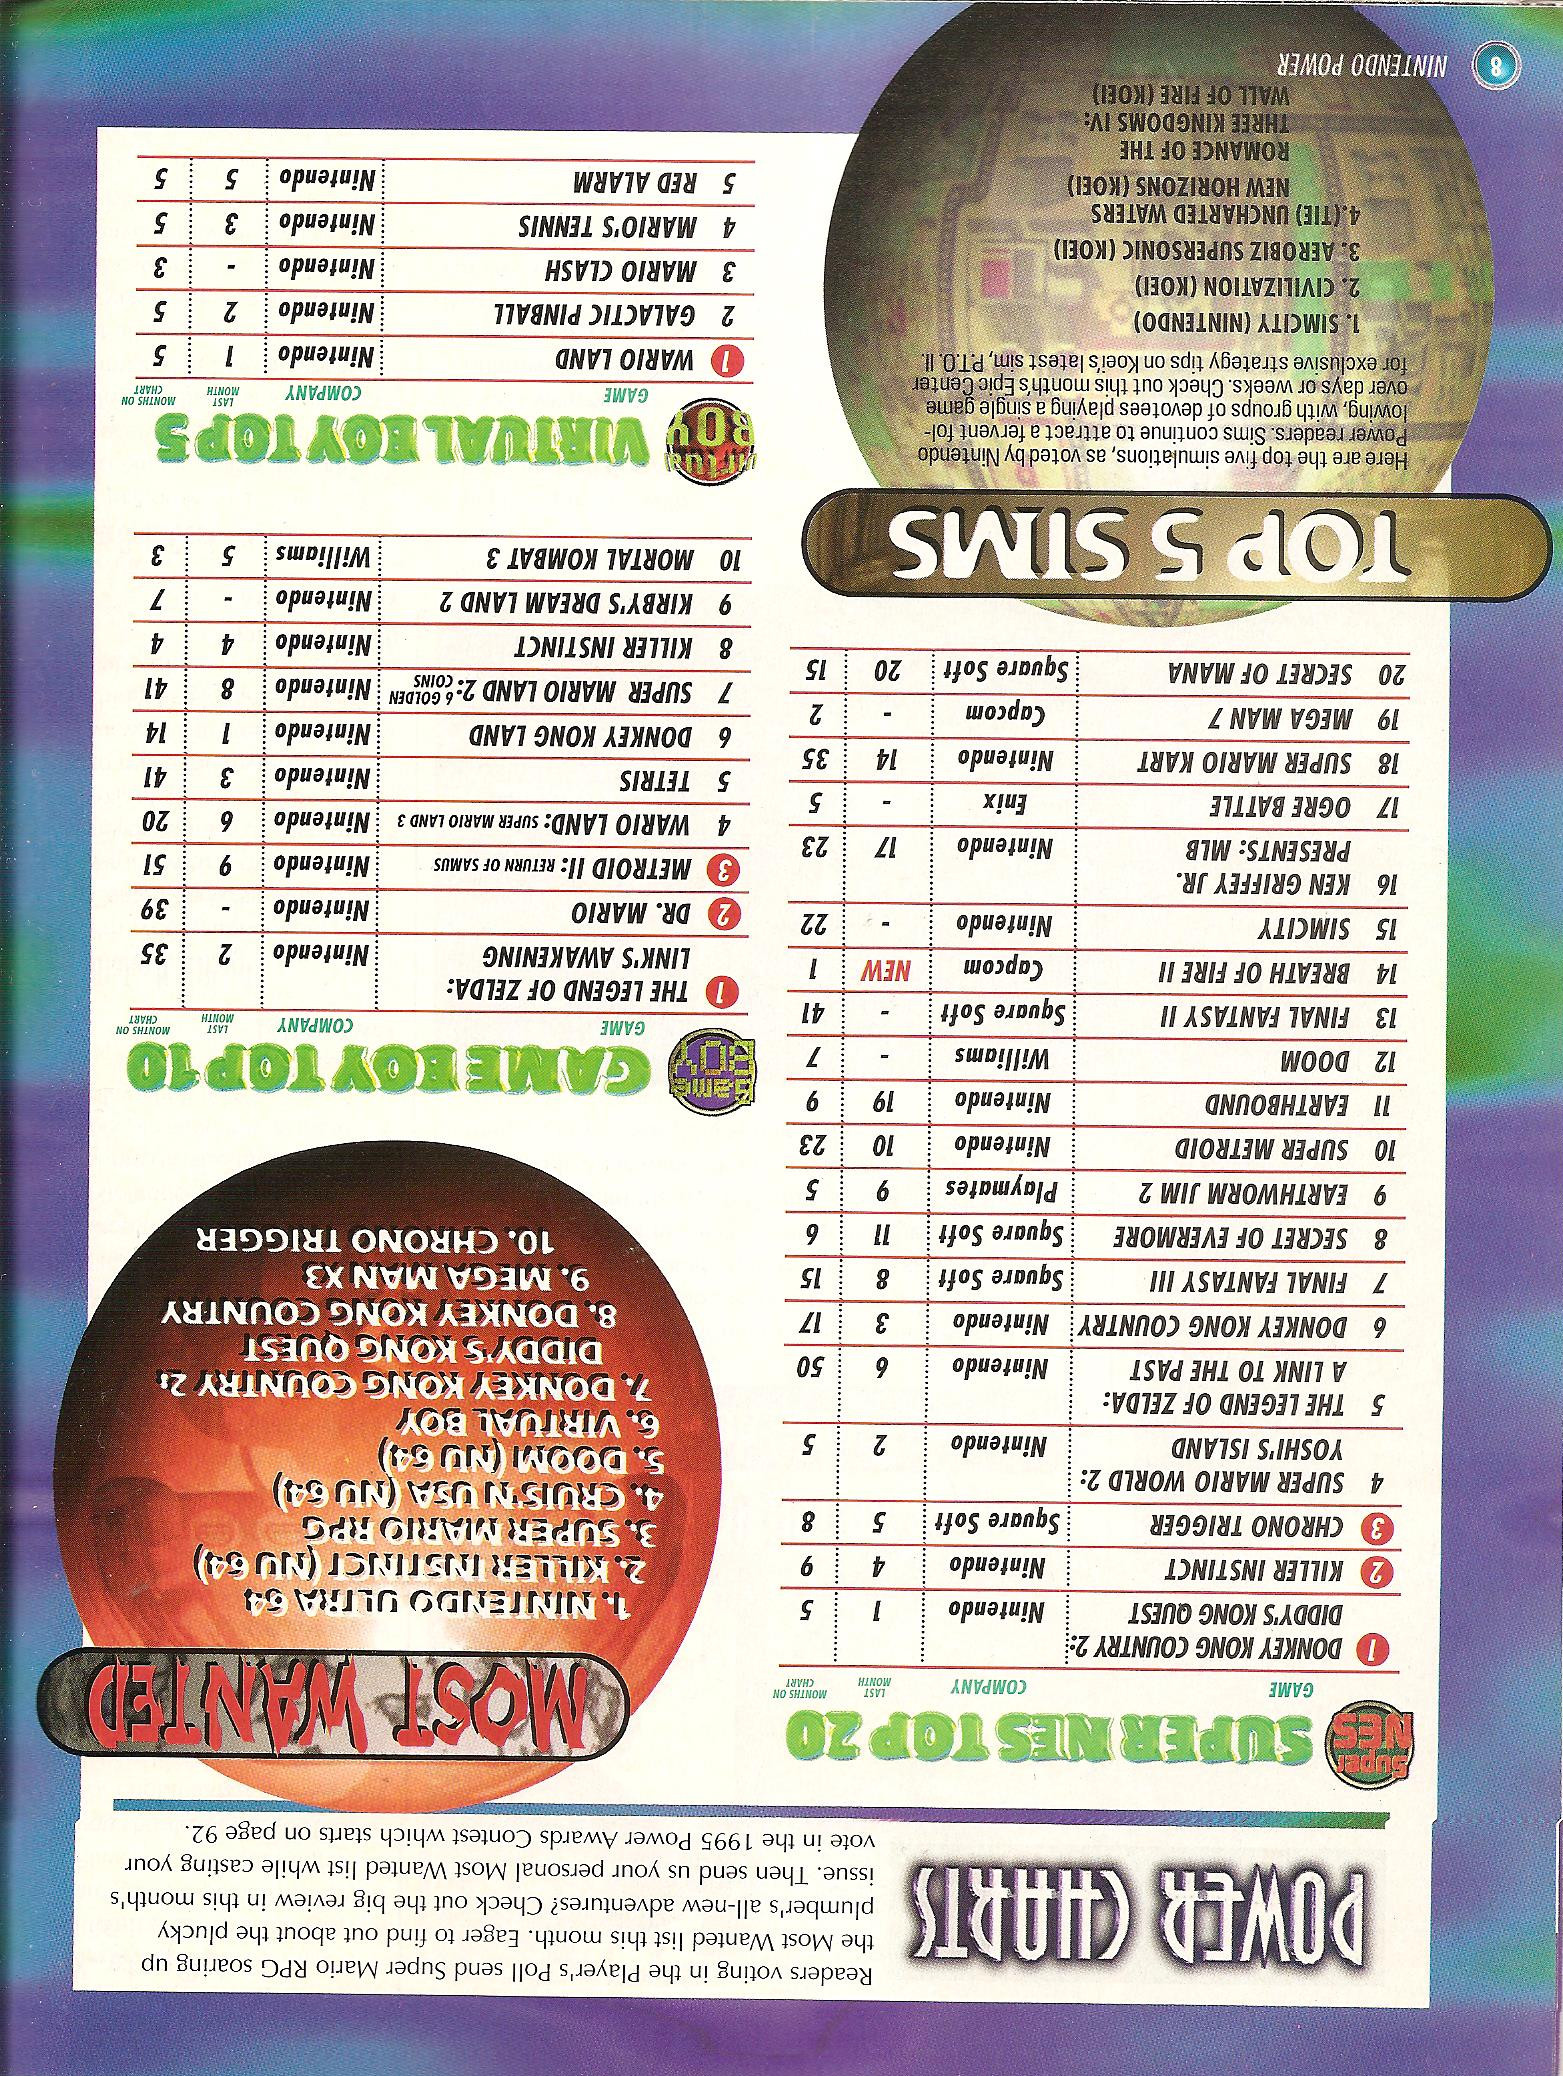 POWER CHARTS
Readers voting in the Player's Poll send Super Mario RPG soaring up
the Most Wanted list this month. Eager to find out about the plucky
plumber's all-new adventures? Check out the big review in this month's
issue. Then send us your personal Most Wanted list while casting your
vote in the 1995 Power Awards Contest which starts on page 92.
Super NES
SUPER NES TOP 20
GAME COMPANY LAST MONTH MONTHS ON CHART
1 DONKEY KONG COUNTRY 2:
DIDDY'S KONG QUEST Nintendo 1 5
2 KILLER INSTINCT Nintendo 4 9
3 CHRONO TRIGGER Square Soft 5 8
4 SUPER MARIO WORLD 2:
YOSHI'S ISLAND Nintendo 2 5
5 THE LEGEND OF ZELDA:
A LINK TO THE PAST Nintendo 6 50
6 DONKEY KONG COUNTRY Nintendo 3 17
7 FINAL FANTASY III Square Soft 8 15
8 SECRET OF EVERMORE Square Soft 11 6
9 EARTHWORM JIM 2 Playmates 9 5
10 SUPER METROID Nintendo 10 23
11 EARTHBOUND Nintendo 19 9
12 DOOM Williams - 7
13 FINAL FANTASY II Square Soft - 41
14 BREATH OF FIRE II Capcom NEW 1
15 SIMCITY Nintendo - 22
16 KEN GRIFFEY JR.
PRESENTS: MLB Nintendo 17 23
17 OGRE BATTLE Enix - 5
18 SUPER MARIO KART Nintendo 14 35
19 MEGA MAN 7 Capcom - 2
20 SECRET OF MANA Square Soft 20 15
MOST WANTED
1. NINTENDO ULTRA 64
2. KILLER INSTINCT (NU 64)
3. SUPER MARIO RPG
4. CRUIS'N USA (NU 64)
5. DOOM (NU 64)
6. VIRTUAL BOY
7. DONKEY KONG COUNTRY 2:
DIDDY'S KONG QUEST
8. DONKEY KONG COUNTRY
9. MEGA MAN X3
10. CHRONO TRIGGER
Game BOY
GAME BOY TOP 10
GAME COMPANY LAST MONTH MONTHS ON CHART
1 THE LEGEND OF ZELDA:
LINK'S AWAKENING Nintendo 2 35
2 DR. MARIO Nintendo - 39
3 METROID II: RETURN OF SAMUS Nintendo 9 51
4 WARIO LAND: SUPER MARIO LAND 3 Nintendo 6 20
5 TETRIS Nintendo 3 41
6 DONKEY KONG LAND Nintendo 1 14
7 SUPER MARIO LAND 2: 6 GOLDEN COINS Nintendo 8 41
8 KILLER INSTINCT Nintendo 4 4
9 KIRBY'S DREAM LAND 2 Nintendo - 7
10 MORTAL KOMBAT 3 Williams 5 3
TOP 5 SIMS
Here are the top five simulations, as voted by Nintendo
Power readers. Sims continue to attract a fervent fol-
lowing, with groups of devotees playing a single game
over days or weeks. Check out this month's Epic Center
for exclusive strategy tips on Koei's latest sim, P.T.O. II.
1. SIMCITY (NINTENDO)
2. CIVILIZATION (KOEI)
3. AEROBIZ SUPERSONIC (KOEI)
4.(TIE) UNCHARTED WATERS
NEW HORIZONS (KOEI)
ROMANCE OF THE
THREE KINGDOMS IV:
WALL OF FIRE (KOEI)
Virtual BOY
VIRTUAL BOY TOP 5
GAME COMPANY LAST MONTH MONTHS ON CHART
1 WARIO LAND Nintendo 1 5
2 GALACTIC PINBALL Nintendo 2 5
3 MARIO CLASH Nintendo - 3
4 MARIO'S TENNIS Nintendo 3 5
5 RED ALARM Nintendo 5 5
8 NINTENDO POWER